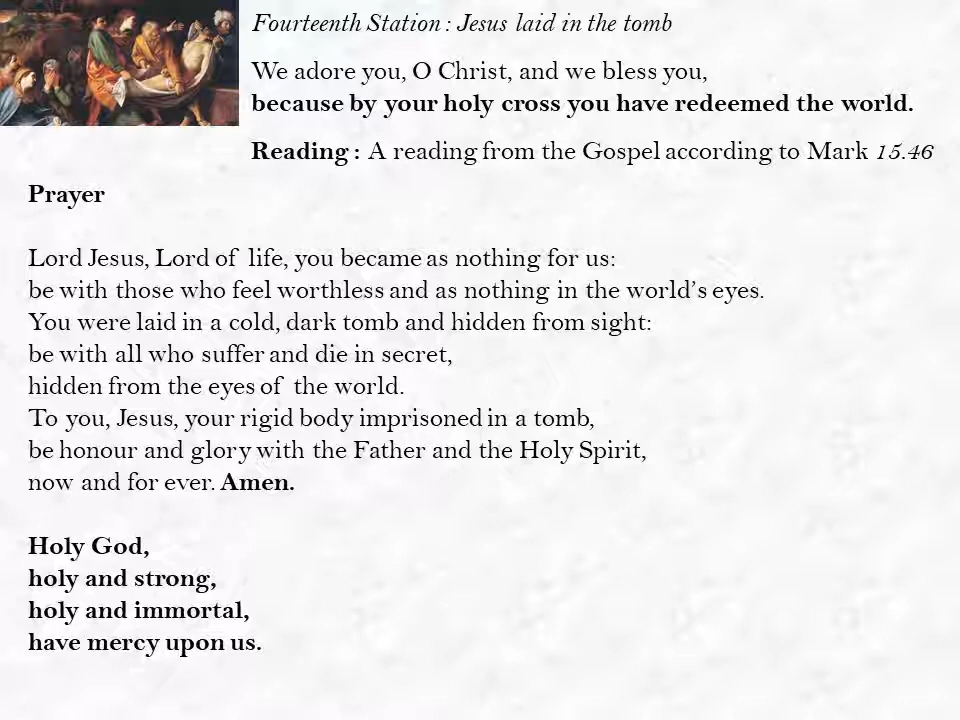 Fourteenth Station : Jesus laid in the tomb
We adore you, O Christ, and we bless you,
because by your holy cross you have redeemed the world.
Reading : A reading from the Gospel according to Mark 15.46
Prayer
Lord Jesus, Lord of life, you became as nothing for us:
be with those who feel worthless and as nothing in the world’s eyes.
You were laid in a cold, dark tomb and hidden from sight:
be with all who suffer and die in secret,
hidden from the eyes of the world.
To you, Jesus, your rigid body imprisoned in a tomb,
be honour and glory with the Father and the Holy Spirit,
now and for ever. Amen.
Holy God,
holy and strong,
holy and immortal,
have mercy upon us.